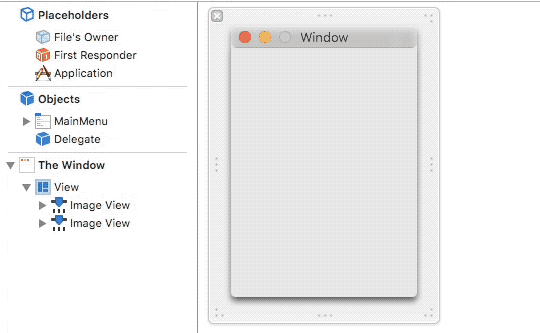 Placeholders
File's Owner
First Responder
Application
Objects
MainMenu
Delegate
The Window
View
Image View
Image View
Window